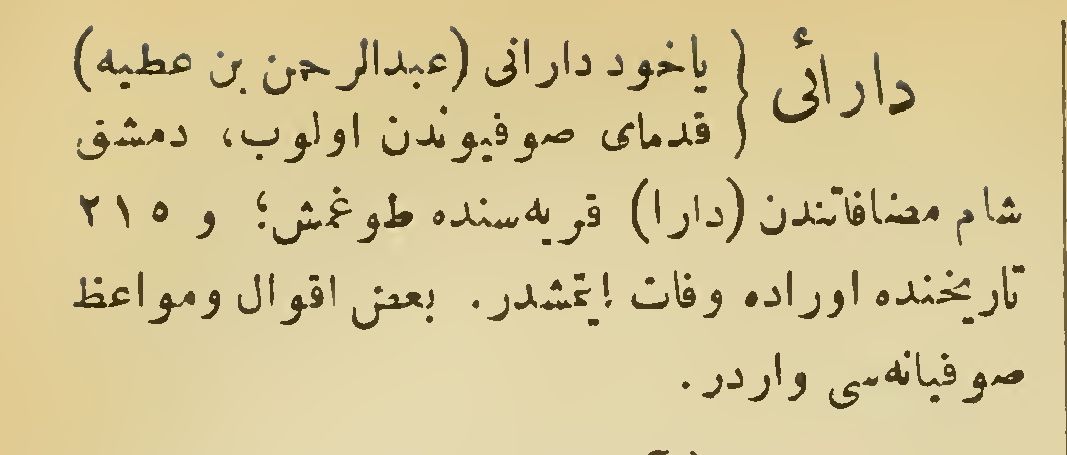 دارائی } یاخود دارانی (عبدالرحمن بن عطیه)
قدمای صوفیوندن اولوب، دمشق
شام مضافاتندن (دارا) قریه‌سنده طوغمش؛ و ٢١٥
تاریخنده اوراده وفات ایتمشدر. بعض اقوال ومواعظ
صوفیانه‌سی واردر.